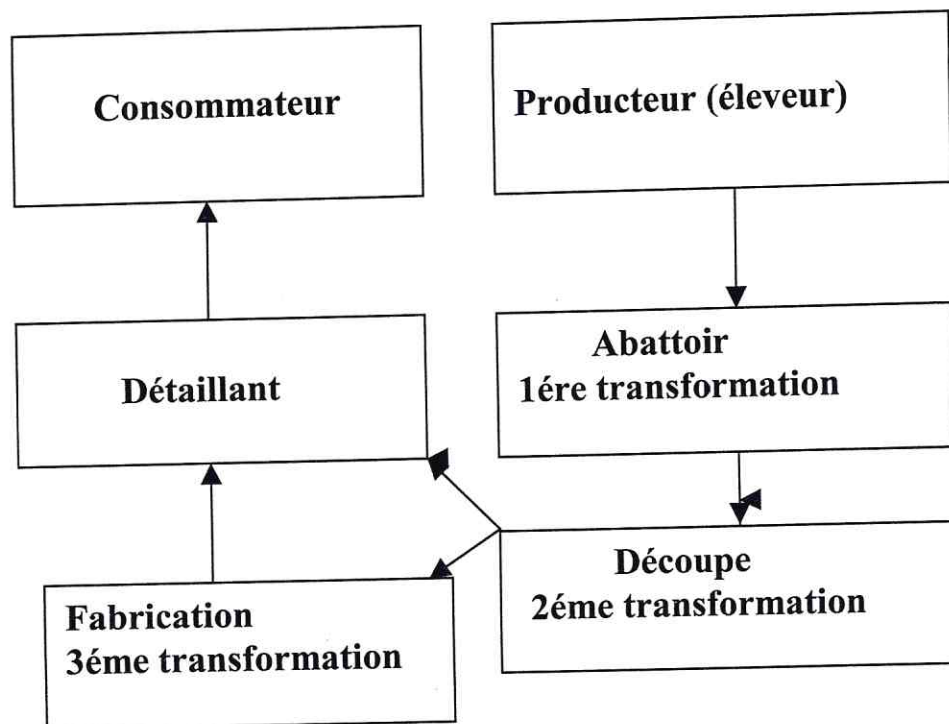 Consommateur
Producteur (éleveur)
Détaillant
Abattoir
1ére transformation
Découpe
2éme transformation
Fabrication
3éme transformation